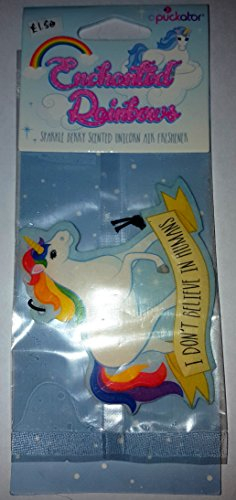 £1.50
puckator
Enchanted
Rainbows
SPARKLE BERRY SCENTED UNICORN AIR FRESHENER
I DON'T BELIEVE IN HUMANS